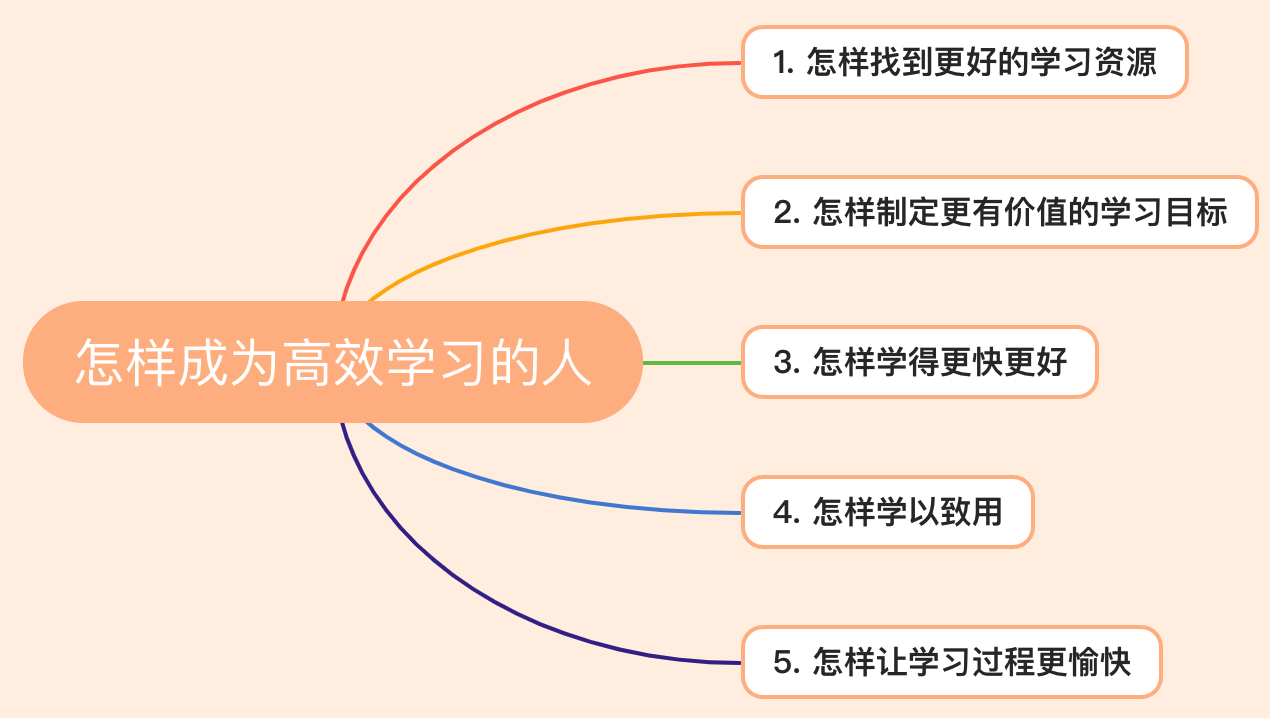 怎样成为高效学习的人
1. 怎样找到更好的学习资源
2. 怎样制定更有价值的学习目标
3. 怎样学得更快更好
4. 怎样学以致用
5. 怎样让学习过程更愉快